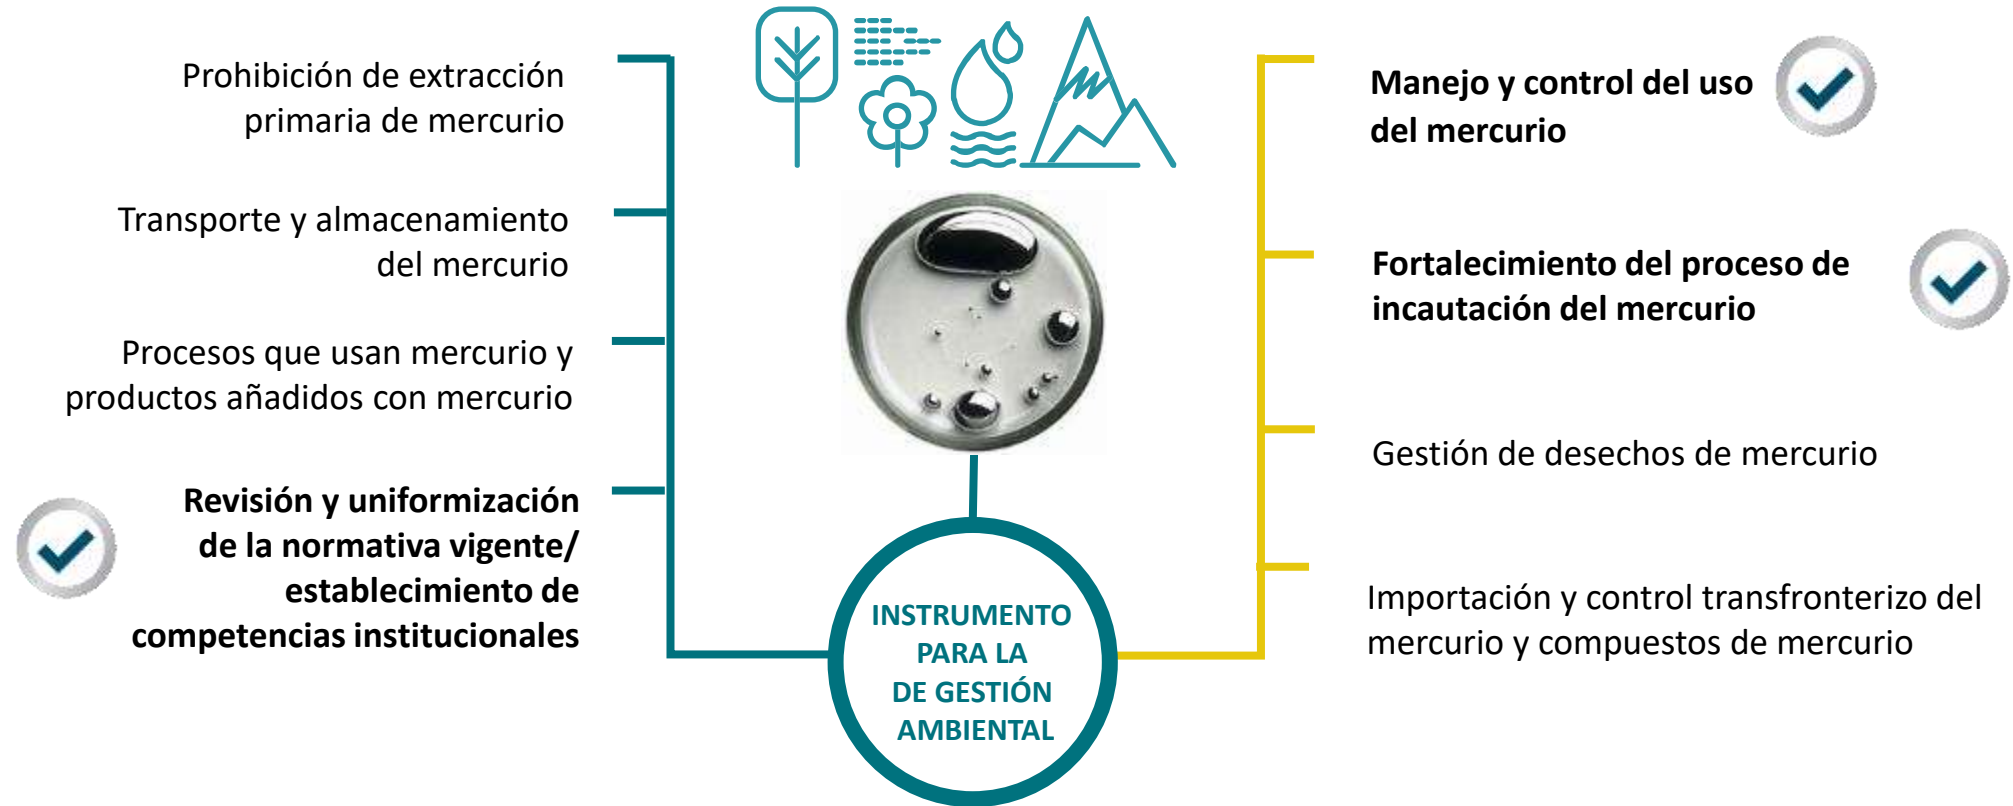 Prohibición de extracción
primaria de mercurio
Transporte y almacenamiento
del mercurio
Procesos que usan mercurio y
productos añadidos con mercurio
Revisión y uniformización
de la normativa vigente/
establecimiento de
competencias institucionales
INSTRUMENTO
PARA LA
DE GESTIÓN
AMBIENTAL
Manejo y control del uso
del mercurio
Fortalecimiento del proceso de
incautación del mercurio
Gestión de desechos de mercurio
Importación y control transfronterizo del
mercurio y compuestos de mercurio